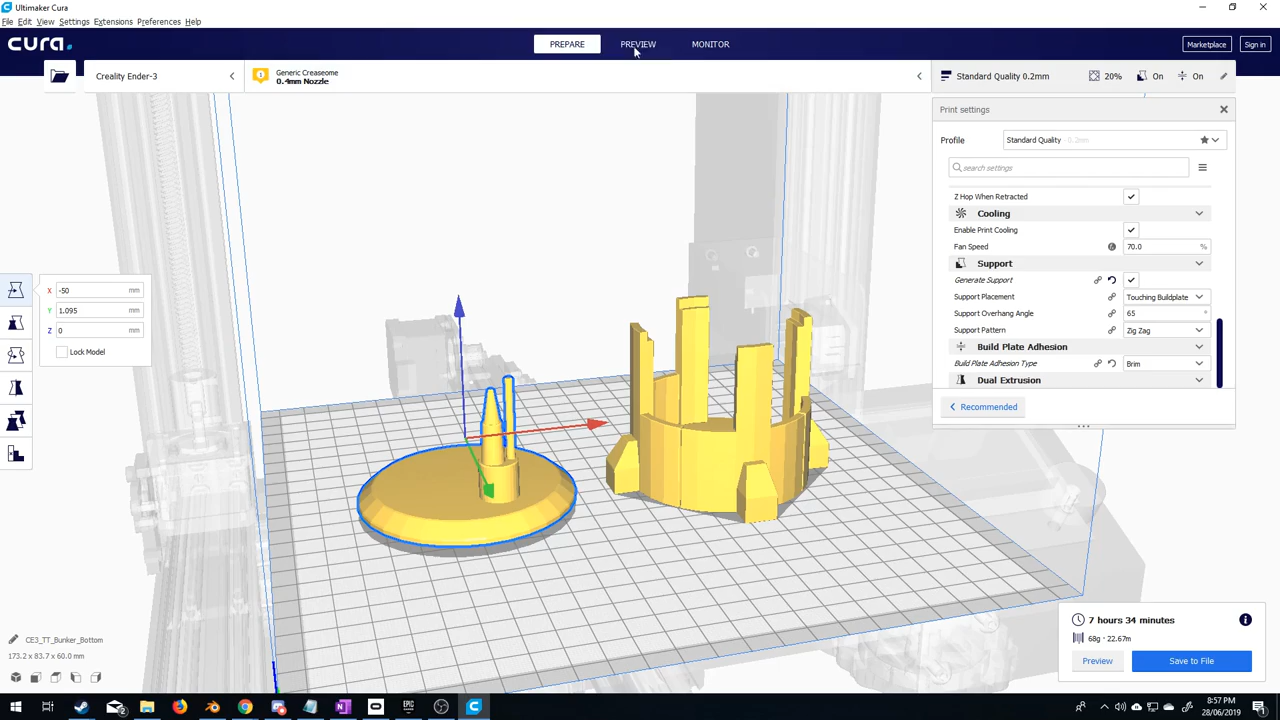 Ultimaker Cura
File Edit View Settings Extensions Preferences Help
cura.
PREPARE PREVIEW MONITOR
Marketplace Sign in
Creality Ender-3
Generic Creaseome
0.4mm Nozzle
Standard Quality 0.2mm 20% On On
Print settings
Profile Standard Quality - 0.2mm
search settings
Z Hop When Retracted
Cooling
Enable Print Cooling
Fan Speed 70.0 %
Support
Generate Support
Support Placement Touching Buildplate
Support Overhang Angle 65 °
Support Pattern Zig Zag
Build Plate Adhesion
Build Plate Adhesion Type Brim
Dual Extrusion
Recommended
X -50 mm
Y 1.095 mm
Z 0 mm
Lock Model
CE3_TT_Bunker_Bottom
173.2 x 83.7 x 60.0 mm
7 hours 34 minutes
68g · 22.67m
Preview Save to File
8:57 PM
28/06/2019